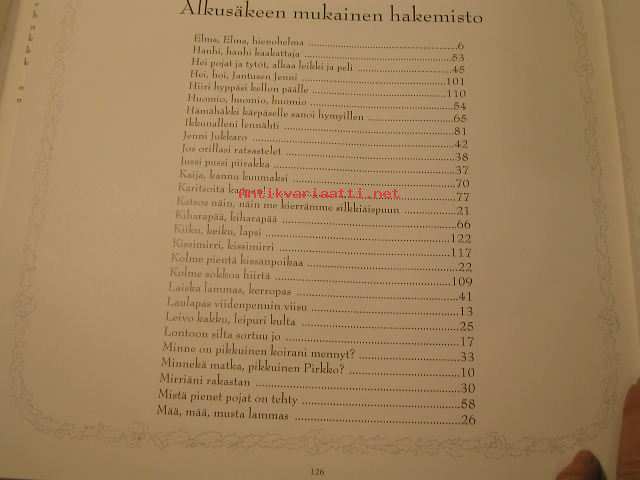 Alkusäkeen mukainen hakemisto
Elma, Elma, hienohelma 6
Hanhi, hanhi kaakattaja 53
Hei pojat ja tytöt, alkaa leikki ja peli 45
Hei, hoi, Jantusen Jenni 101
Hiiri hyppäsi kellon päälle 110
Huomio, huomio, huomio 54
Hämähäkki kärpäselle sanoi hymyillen 65
Ikkunalleni lennähti 81
Jenni Jukkaro 42
Jos orillasi ratsastelet 38
Jussi pussi piirakka 37
Kaija, kannu kuumaksi 70
Karitsoita 77
Antikvariaatti.net
Katsos näin, näin me kierrämme silkkiäispuun 21
Kiharapää, kiharapää 66
Kiiku, keiku, lapsi 122
Kissimirri, kissimirri 117
Kolme pientä kissanpoikaa 22
Kolme sokkoa hiirtä 109
Laiska lammas, kerropas 41
Laulapas viidenpennin viisu 13
Leivo kakku, leipuri kulta 25
Lontoon silta sortuu jo 17
Minne on pikkuinen koirani mennyt? 33
Minnekä matka, pikkuinen Pirkko? 10
Mirriäni rakastan 30
Mistä pienet pojat on tehty 58
Mää, mää, musta lammas 26
126